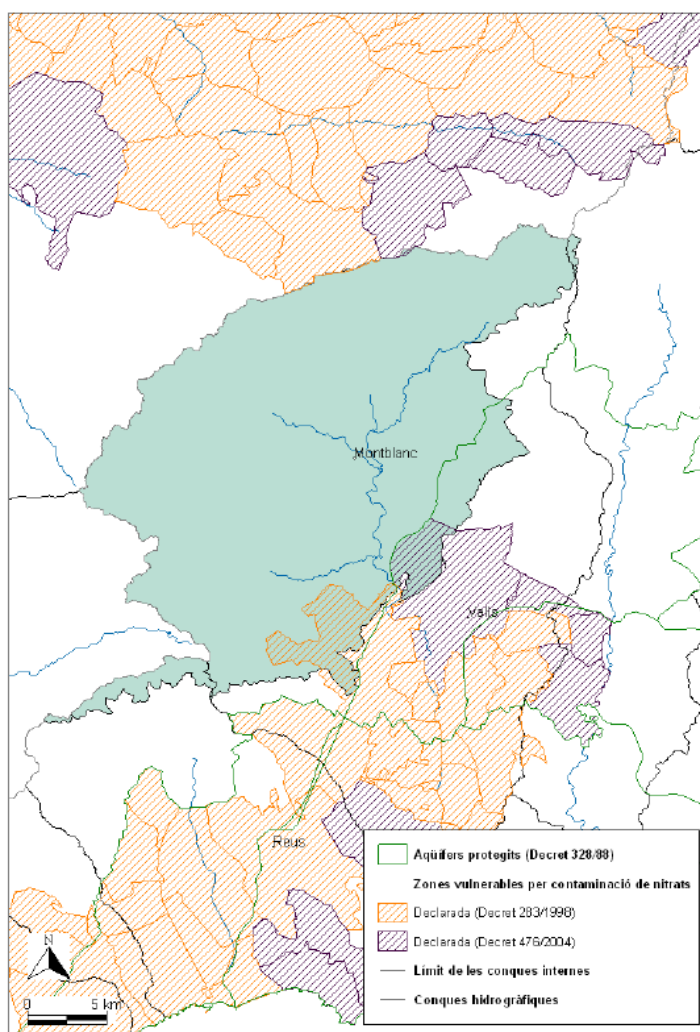 Montblanc
Valls
Reus
Aqüífers protegits (Decret 328/88)
Zones vulnerables per contaminació de nitrats
Declarada (Decret 283/1998)
Declarada (Decret 476/2004)
Límit de les conques internes
Conques hidrogràfiques
N
0 5 km